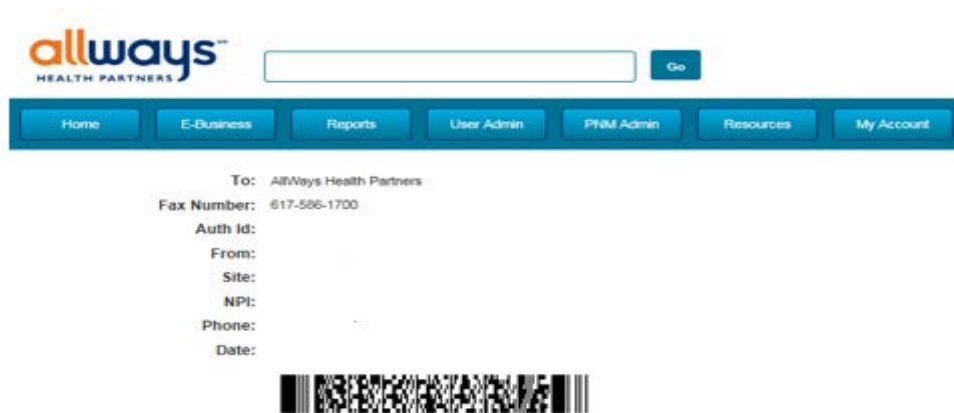 allways
HEALTH PARTNERS
Go
Home E-Business Reports User Admin PNM Admin Resources My Account
To: AllWays Health Partners
Fax Number: 617-586-1700
Auth Id:
From:
Site:
NPI:
Phone:
Date: